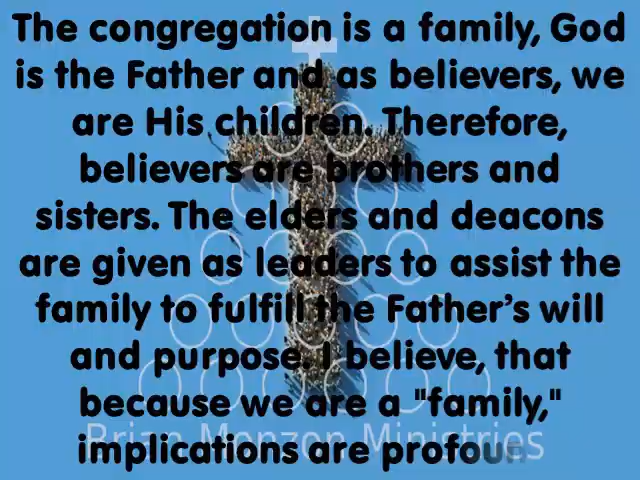 The congregation is a family, God
is the Father and as believers, we
are His children. Therefore,
believers are brothers and
sisters. The elders and deacons
are given as leaders to assist the
family to fulfill the Father’s will
and purpose. I believe, that
because we are a "family,"
implications are profoun
Brian Monzon Ministries